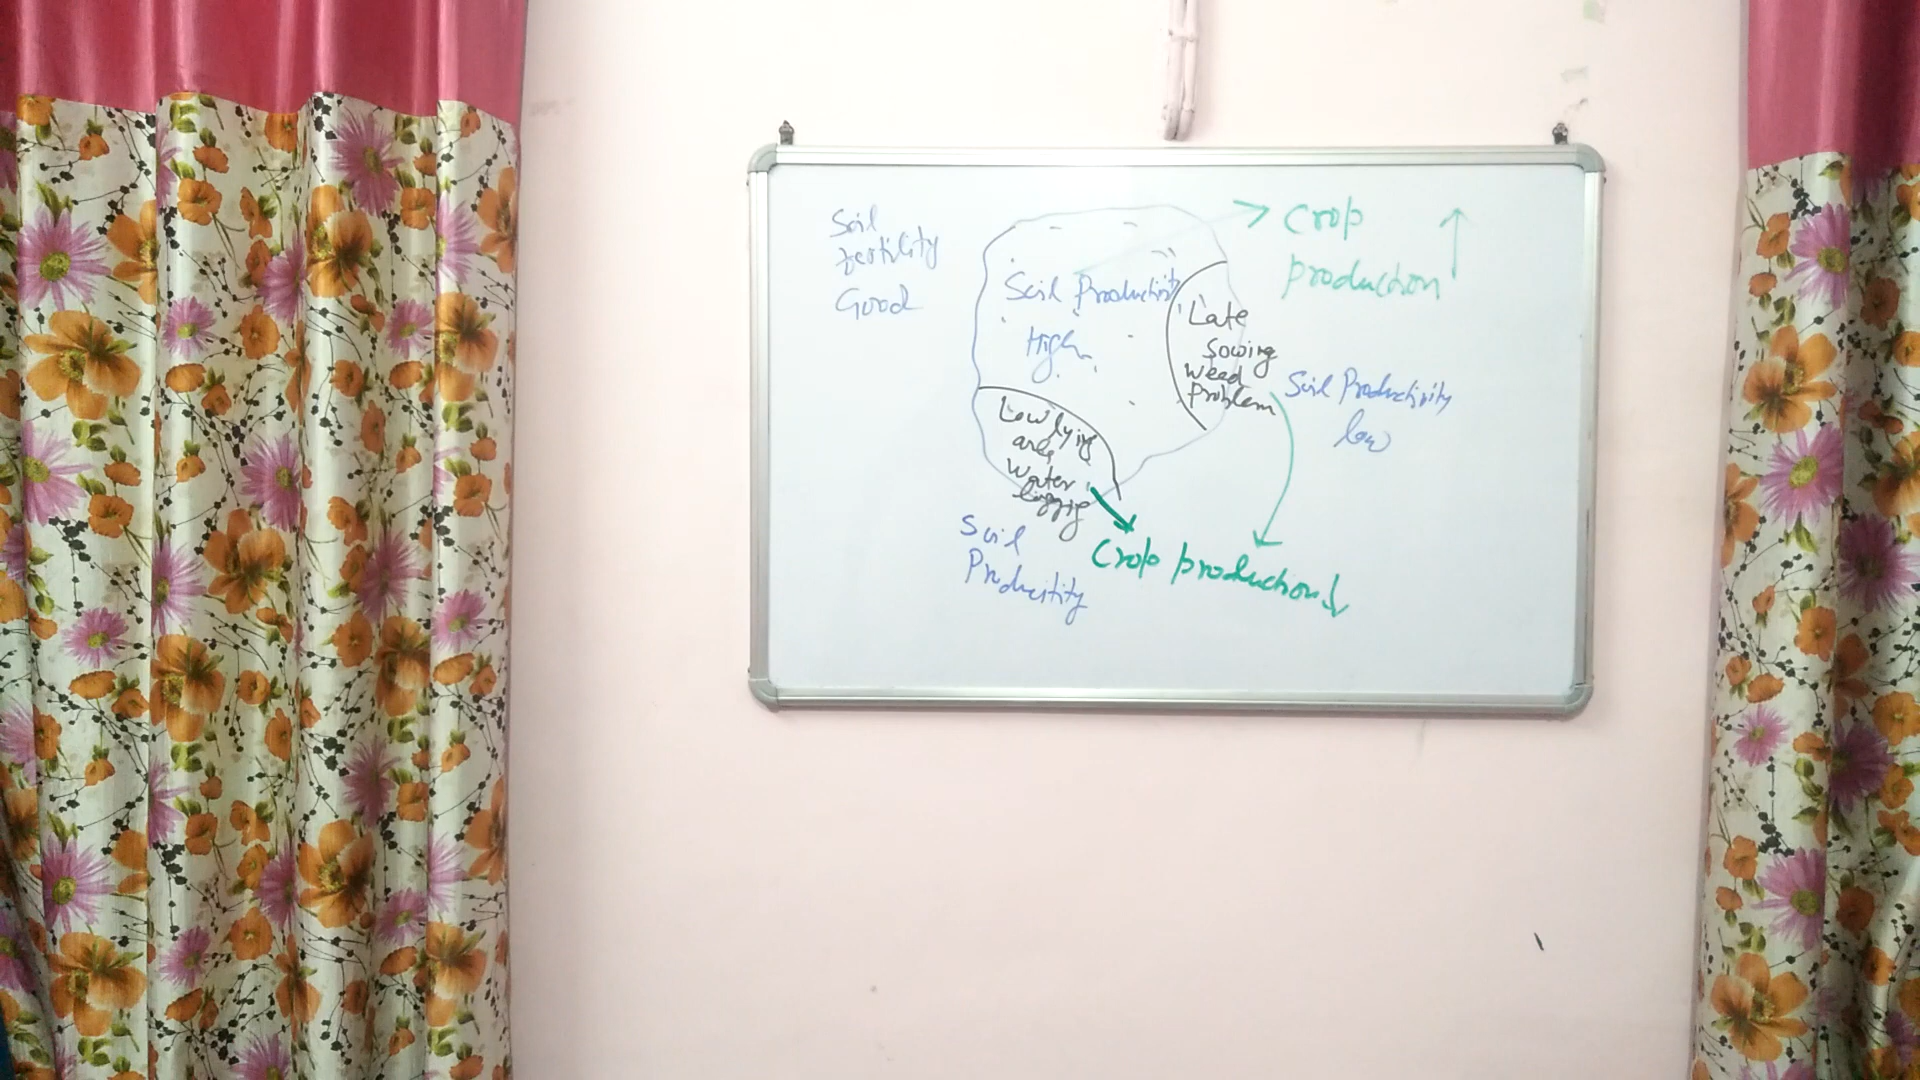 Soil
fertility
Good
Soil Productivity
High
Crop
production ↑
Late
Sowing
Weed
Problem
Soil Productivity
low
Low lying
area
Water
logging
Soil
Producitity
Crop production ↓